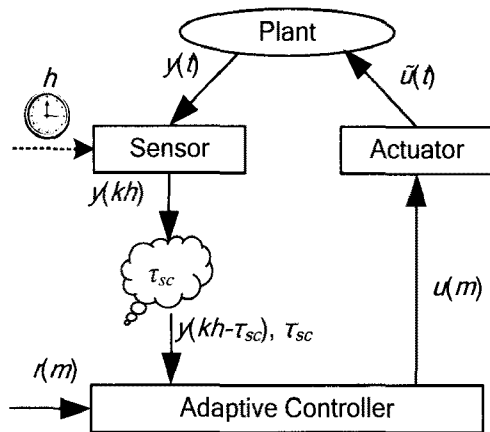 Plant
y(t)
ũ(t)
h
Sensor
Actuator
y(kh)
τsc
u(m)
y(kh-τsc), τsc
r(m)
Adaptive Controller